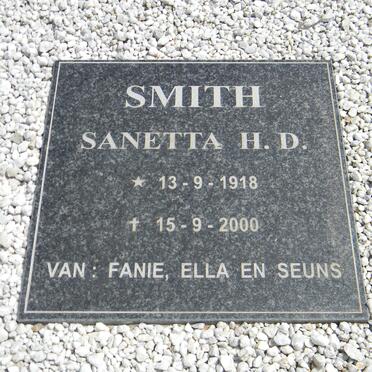 SMITH
SANETTA H. D.
★ 13 - 9 - 1918
✝ 15 - 9 - 2000
VAN : FANIE, ELLA EN SEUNS